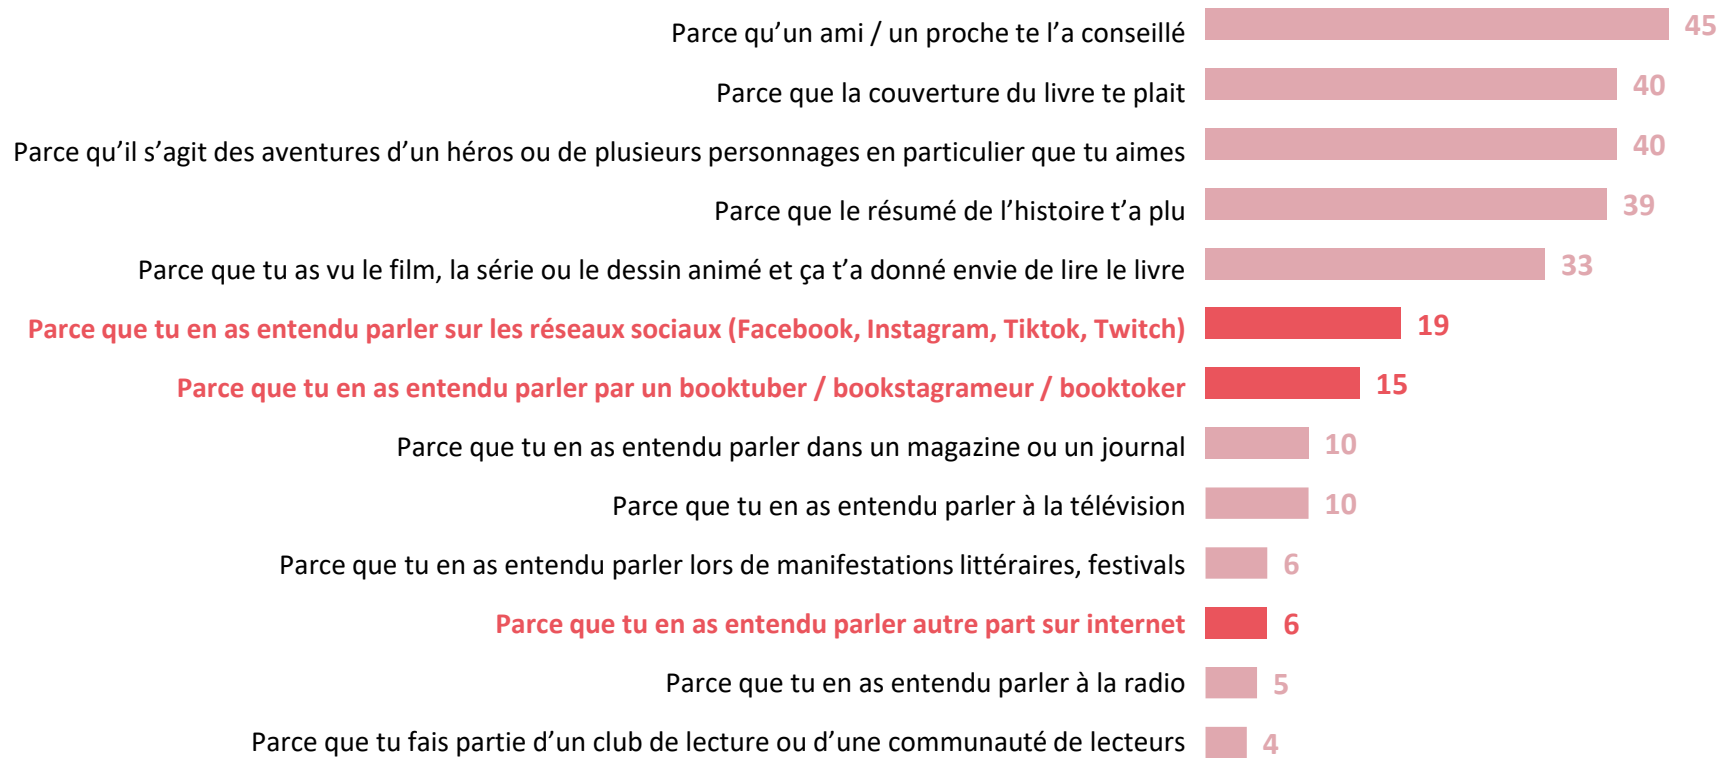 Parce qu’un ami / un proche te l’a conseillé 45
Parce que la couverture du livre te plait 40
Parce qu’il s’agit des aventures d’un héros ou de plusieurs personnages en particulier que tu aimes 40
Parce que le résumé de l’histoire t’a plu 39
Parce que tu as vu le film, la série ou le dessin animé et ça t’a donné envie de lire le livre 33
Parce que tu en as entendu parler sur les réseaux sociaux (Facebook, Instagram, Tiktok, Twitch) 19
Parce que tu en as entendu parler par un booktuber / bookstagrameur / booktoker 15
Parce que tu en as entendu parler dans un magazine ou un journal 10
Parce que tu en as entendu parler à la télévision 10
Parce que tu en as entendu parler lors de manifestations littéraires, festivals 6
Parce que tu en as entendu parler autre part sur internet 6
Parce que tu en as entendu parler à la radio 5
Parce que tu fais partie d’un club de lecture ou d’une communauté de lecteurs 4